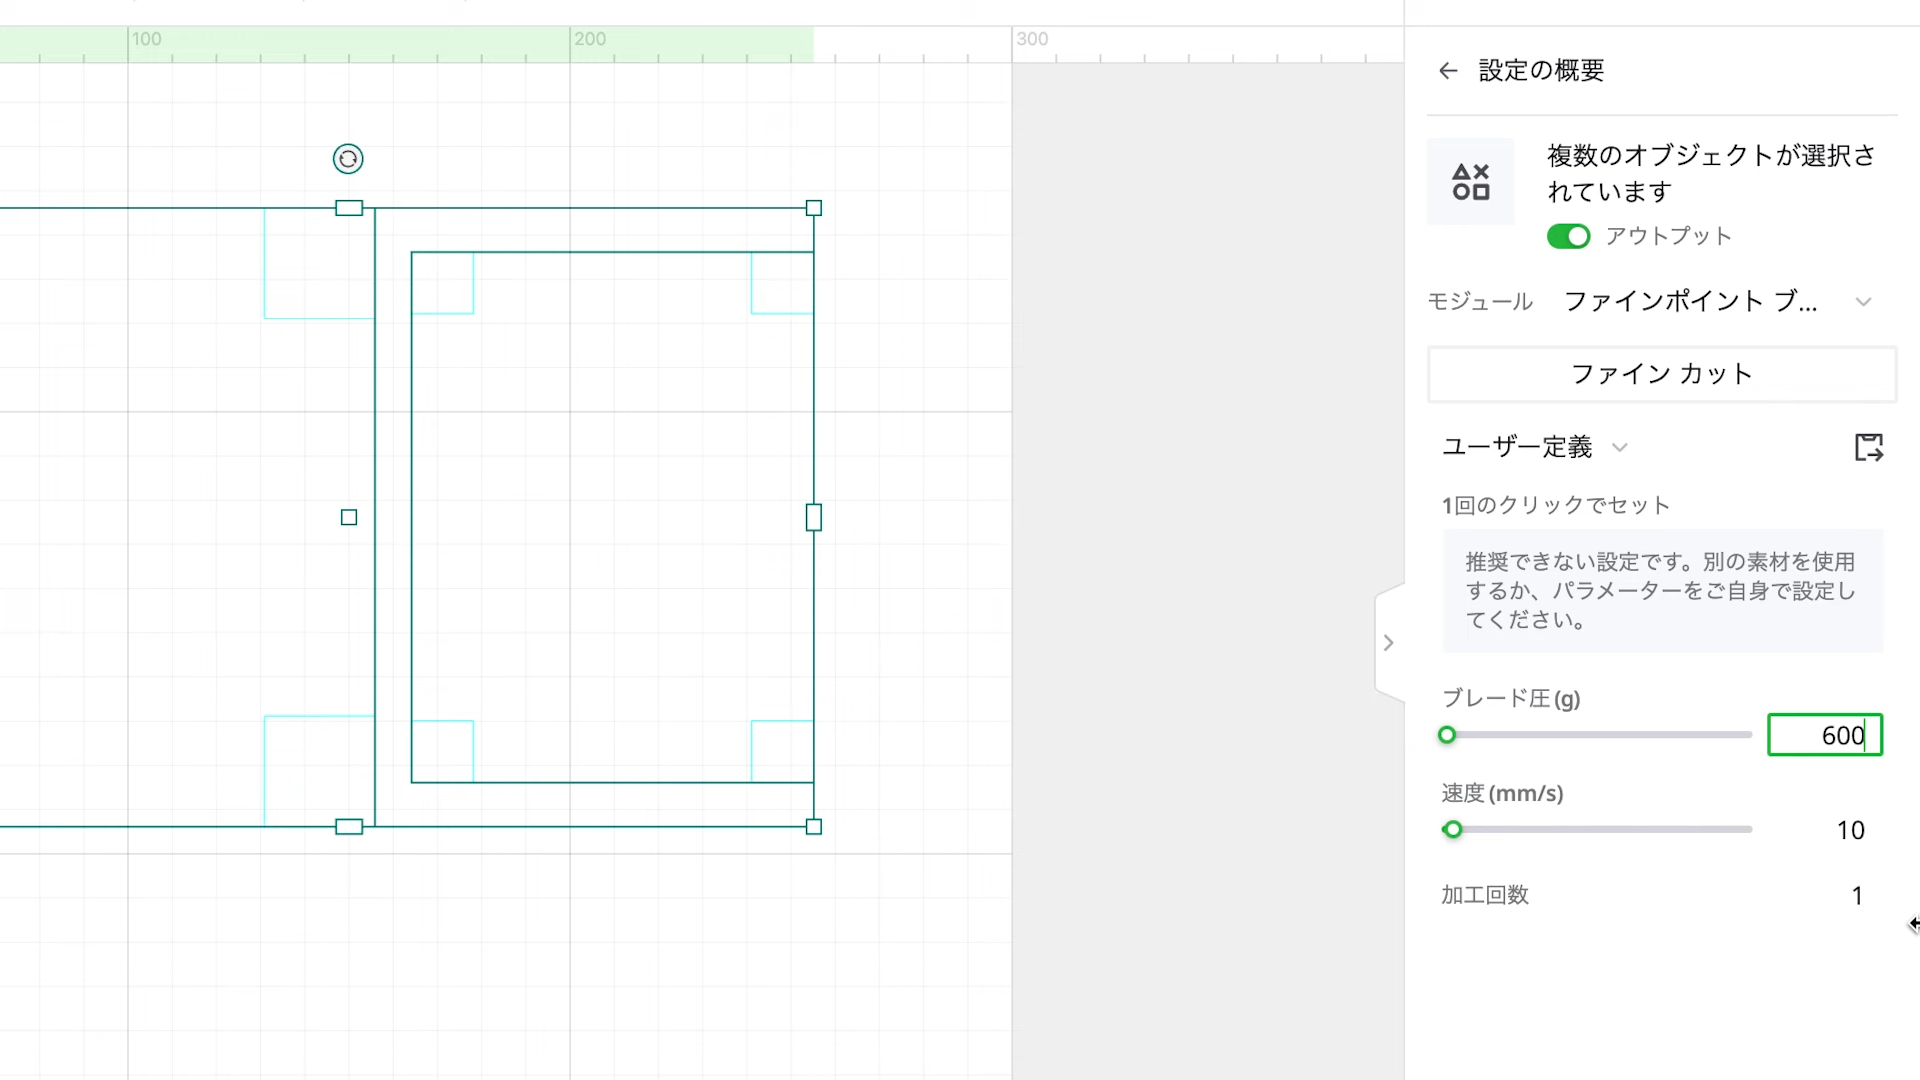 100
200
300
設定の概要
複数のオブジェクトが選択さ
れています
アウトプット
モジュール ファインポイント ブ...
ファイン カット
ユーザー定義
1回のクリックでセット
推奨できない設定です。別の素材を使用
するか、パラメーターをご自身で設定し
てください。
ブレード圧(g)
600
速度(mm/s)
10
加工回数 1